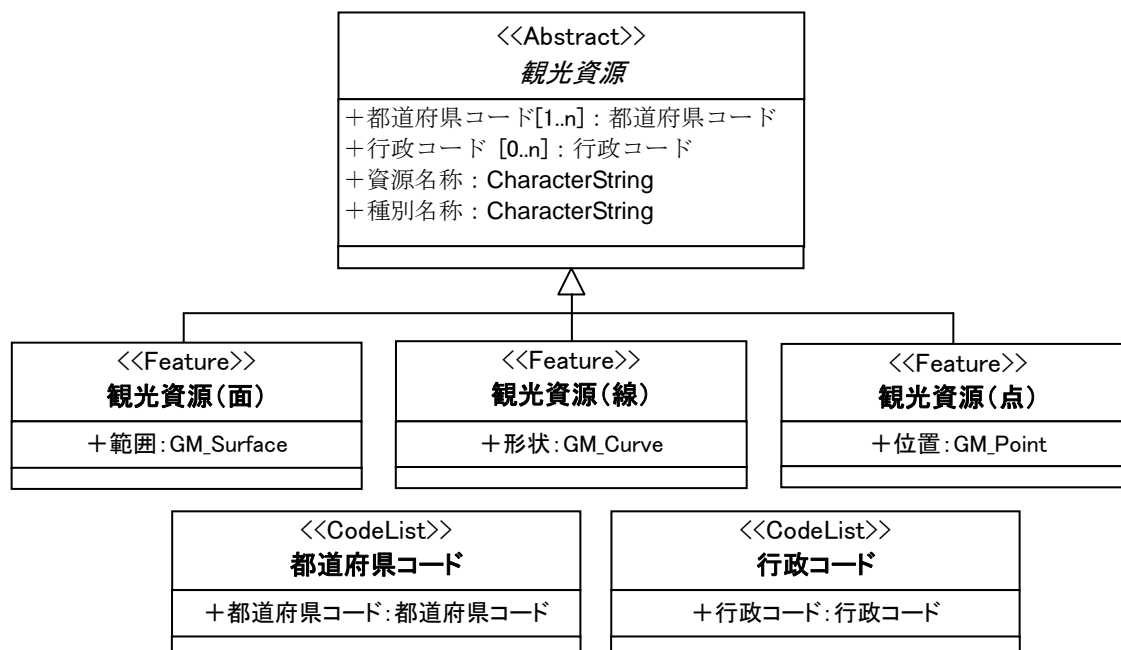 <<Abstract>>
観光資源
+都道府県コード[1..n]:都道府県コード
+行政コード [0..n]:行政コード
+資源名称:CharacterString
+種別名称:CharacterString
<<Feature>>
観光資源(面)
+範囲:GM_Surface
<<Feature>>
観光資源(線)
+形状:GM_Curve
<<Feature>>
観光資源(点)
+位置:GM_Point
<<CodeList>>
都道府県コード
+都道府県コード:都道府県コード
<<CodeList>>
行政コード
+行政コード:行政コード